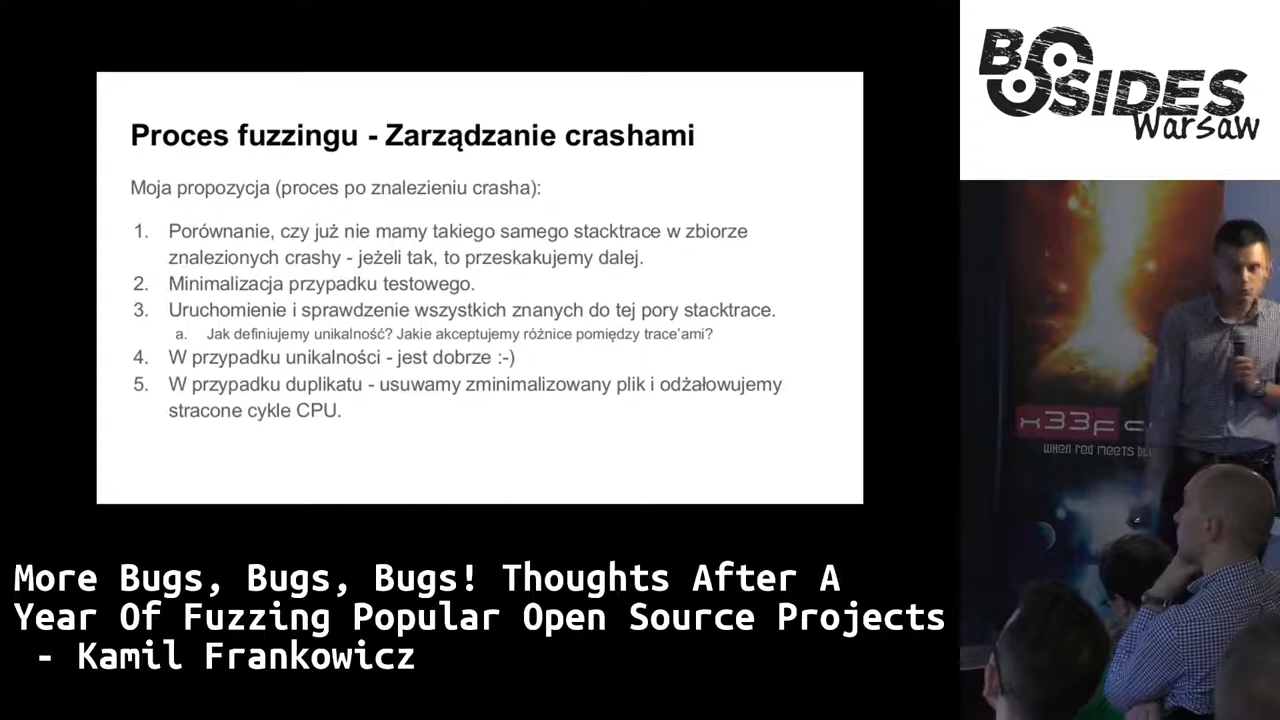 Proces fuzzingu - Zarządzanie crashami
Moja propozycja (proces po znalezieniu crasha):
1. Porównanie, czy już nie mamy takiego samego stacktrace w zbiorze
znalezionych crashy - jeżeli tak, to przeskakujemy dalej.
2. Minimalizacja przypadku testowego.
3. Uruchomienie i sprawdzenie wszystkich znanych do tej pory stacktrace.
a. Jak definiujemy unikalność? Jakie akceptujemy różnice pomiędzy trace'ami?
4. W przypadku unikalności - jest dobrze :-)
5. W przypadku duplikatu - usuwamy zminimalizowany plik i odżałowujemy
stracone cykle CPU.
More Bugs, Bugs, Bugs! Thoughts After A
Year Of Fuzzing Popular Open Source Projects
- Kamil Frankowicz
BSIDES
Warsaw
x33f c
when red meets